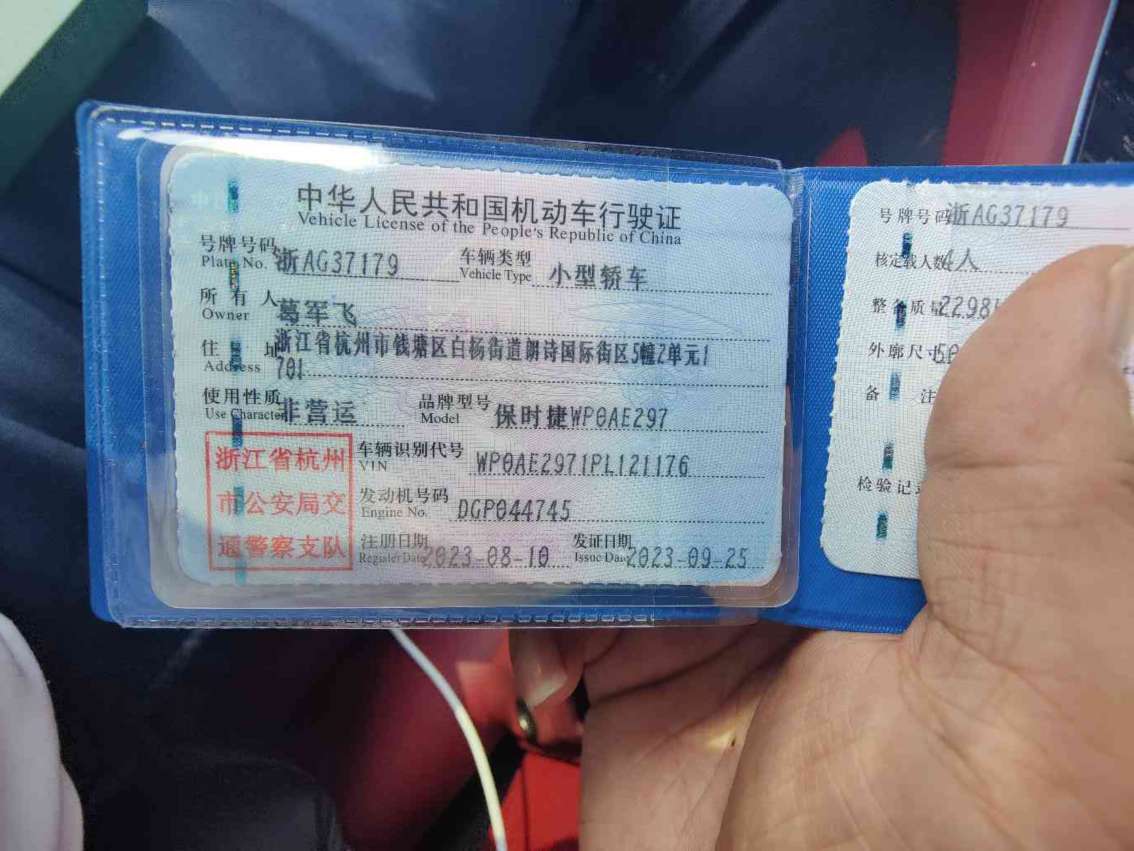 中华人民共和国机动车行驶证
Vehicle License of the People's Republic of China
号牌号码 浙AG37179 车辆类型 小型轿车
Plate No. Vehicle Type
所有人 葛军飞
Owner
住址 浙江省杭州市钱塘区白杨街道朗诗国际街区5幢2单元1
Address 701
使用性质 非营运 品牌型号 保时捷WP0AE297
Use Character Model
浙江省杭州
市公安局交
通警察支队
车辆识别代号 WP0AE2971PL121176
VIN
发动机号码 DGP044745
Engine No.
注册日期 2023-08-10 发证日期 2023-09-25
Register Date Issue Date
号牌号码 浙AG37179
核定载人数 4人
整备质量 2298
外廓尺寸
备注
检验记录